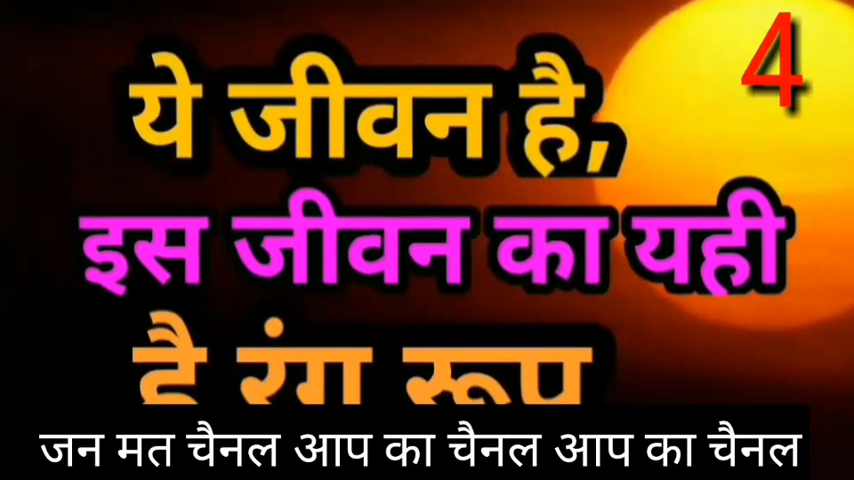 4
ये जीवन है,
इस जीवन का यही
है रंग रूप
जन मत चैनल आप का चैनल आप का चैनल